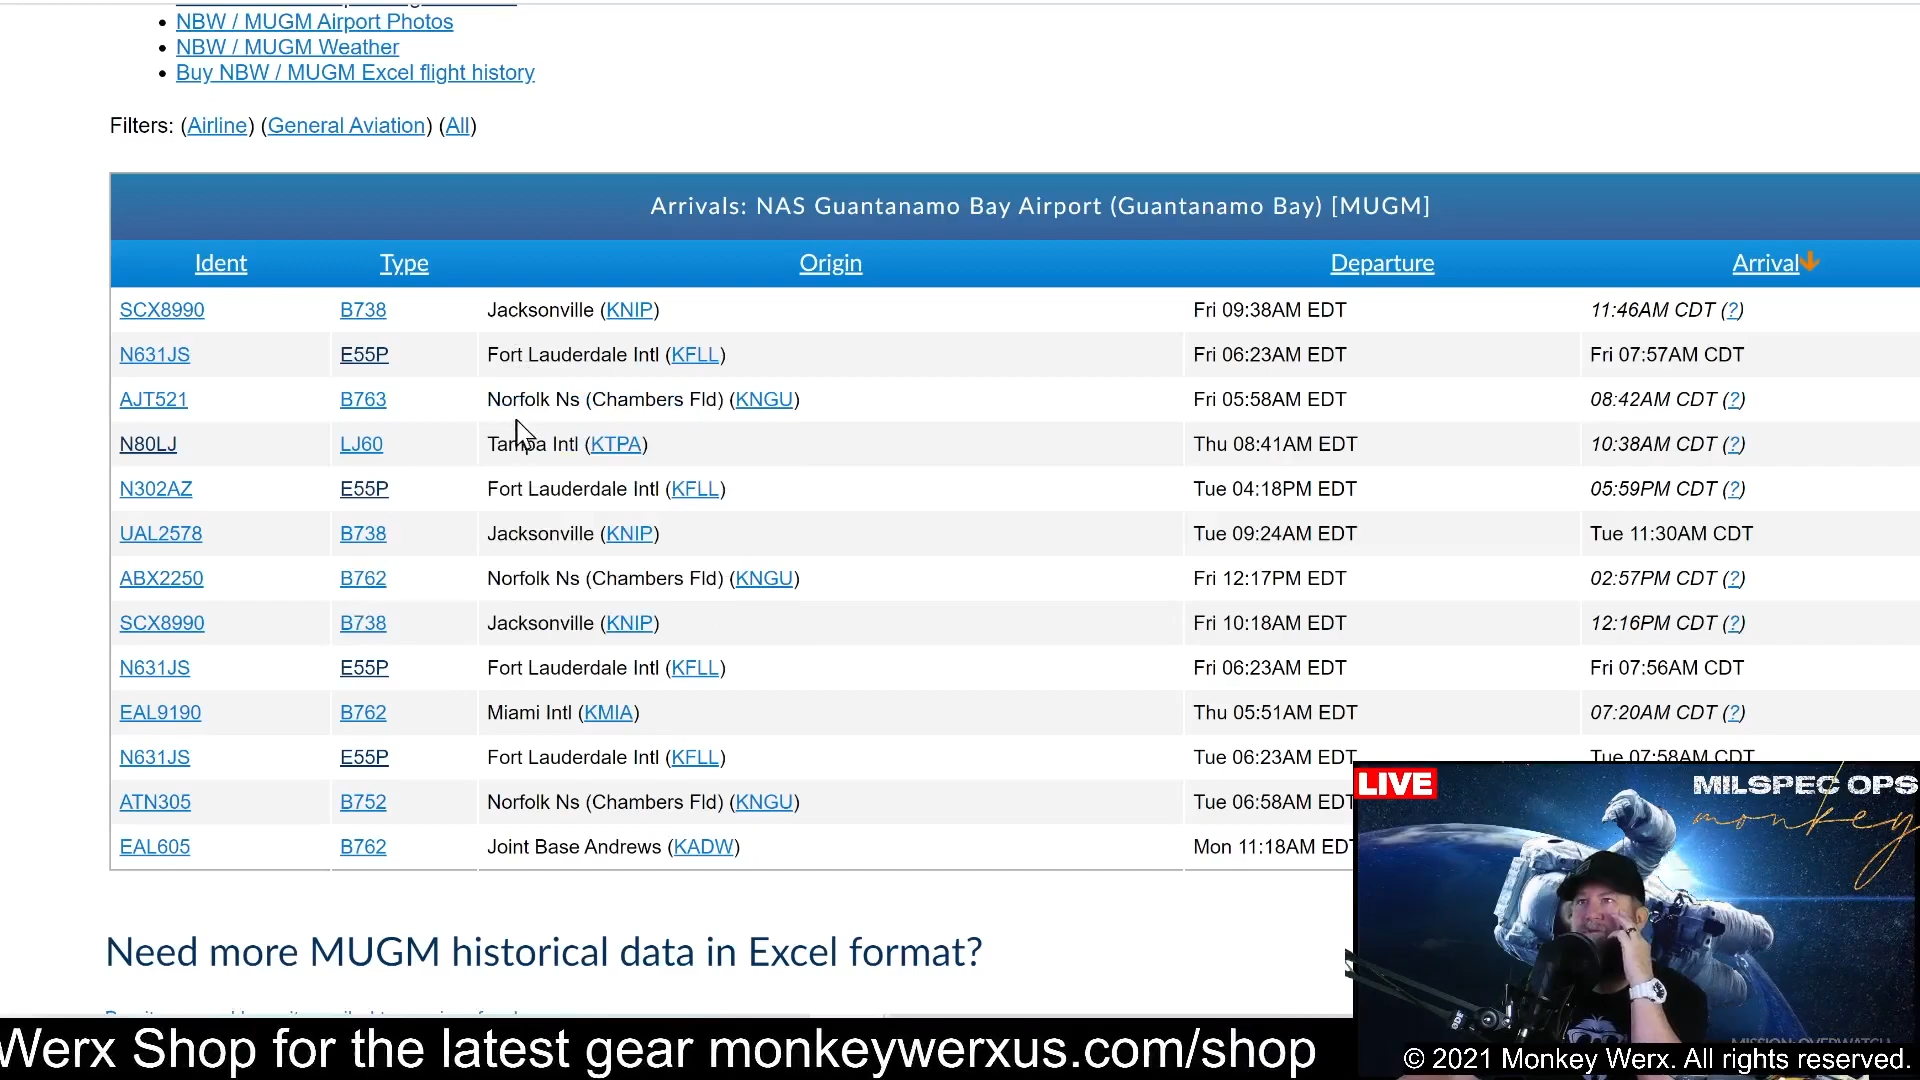 NBW / MUGM Airport Photos
NBW / MUGM Weather
Buy NBW / MUGM Excel flight history
Filters: (Airline) (General Aviation) (All)
Arrivals: NAS Guantanamo Bay Airport (Guantanamo Bay) [MUGM]
Ident Type Origin Departure Arrival
SCX8990 B738 Jacksonville (KNIP) Fri 09:38AM EDT 11:46AM CDT (?)
N631JS E55P Fort Lauderdale Intl (KFLL) Fri 06:23AM EDT Fri 07:57AM CDT
AJT521 B763 Norfolk Ns (Chambers Fld) (KNGU) Fri 05:58AM EDT 08:42AM CDT (?)
N80LJ LJ60 Tampa Intl (KTPA) Thu 08:41AM EDT 10:38AM CDT (?)
N302AZ E55P Fort Lauderdale Intl (KFLL) Tue 04:18PM EDT 05:59PM CDT (?)
UAL2578 B738 Jacksonville (KNIP) Tue 09:24AM EDT Tue 11:30AM CDT
ABX2250 B762 Norfolk Ns (Chambers Fld) (KNGU) Fri 12:17PM EDT 02:57PM CDT (?)
SCX8990 B738 Jacksonville (KNIP) Fri 10:18AM EDT 12:16PM CDT (?)
N631JS E55P Fort Lauderdale Intl (KFLL) Fri 06:23AM EDT Fri 07:56AM CDT
EAL9190 B762 Miami Intl (KMIA) Thu 05:51AM EDT 07:20AM CDT (?)
N631JS E55P Fort Lauderdale Intl (KFLL) Tue 06:23AM EDT Tue 07:58AM CDT
ATN305 B752 Norfolk Ns (Chambers Fld) (KNGU) Tue 06:58AM EDT
EAL605 B762 Joint Base Andrews (KADW) Mon 11:18AM EDT
LIVE
MILSPEC OPS
monkey
Need more MUGM historical data in Excel format?
Werx Shop for the latest gear monkeywerxus.com/shop
© 2021 Monkey Werx. All rights reserved.